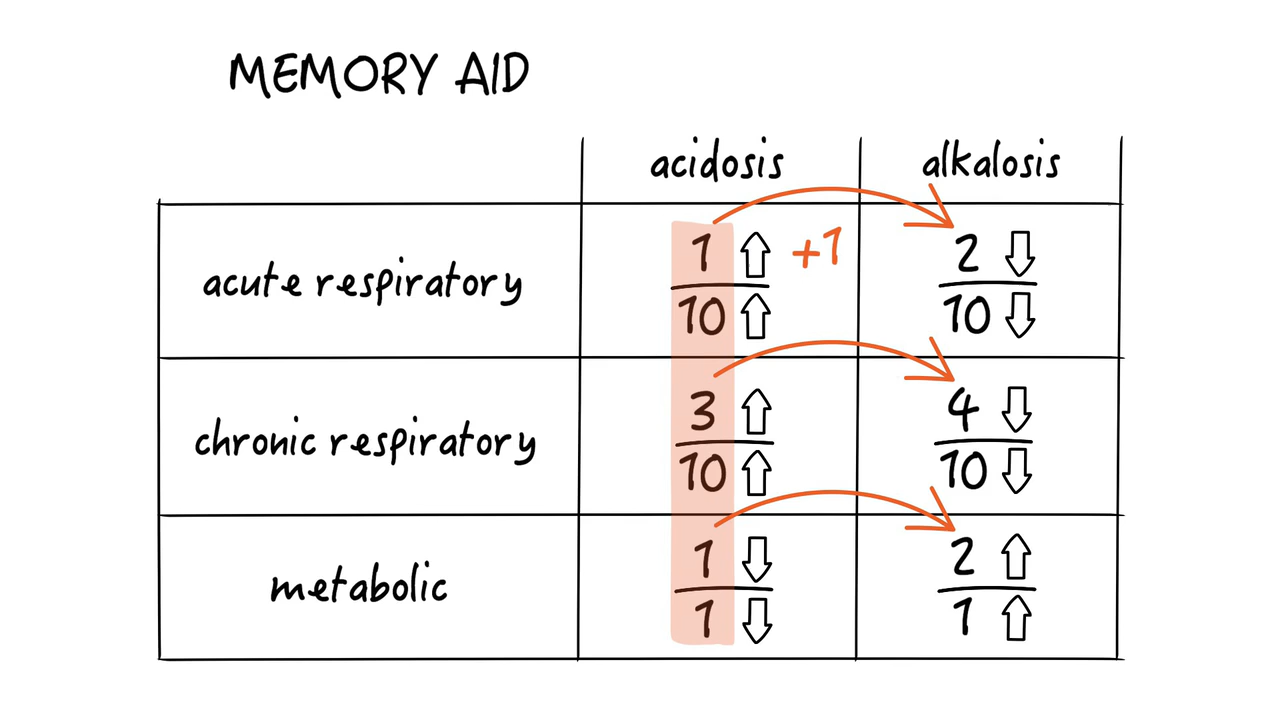 MEMORY AID
acidosis alkalosis
acute respiratory
1 ⇧ +1 2 ⇩
10 ⇧ 10 ⇩
chronic respiratory
3 ⇧ 4 ⇩
10 ⇧ 10 ⇩
metabolic
1 ⇩ 2 ⇧
1 ⇩ 1 ⇧